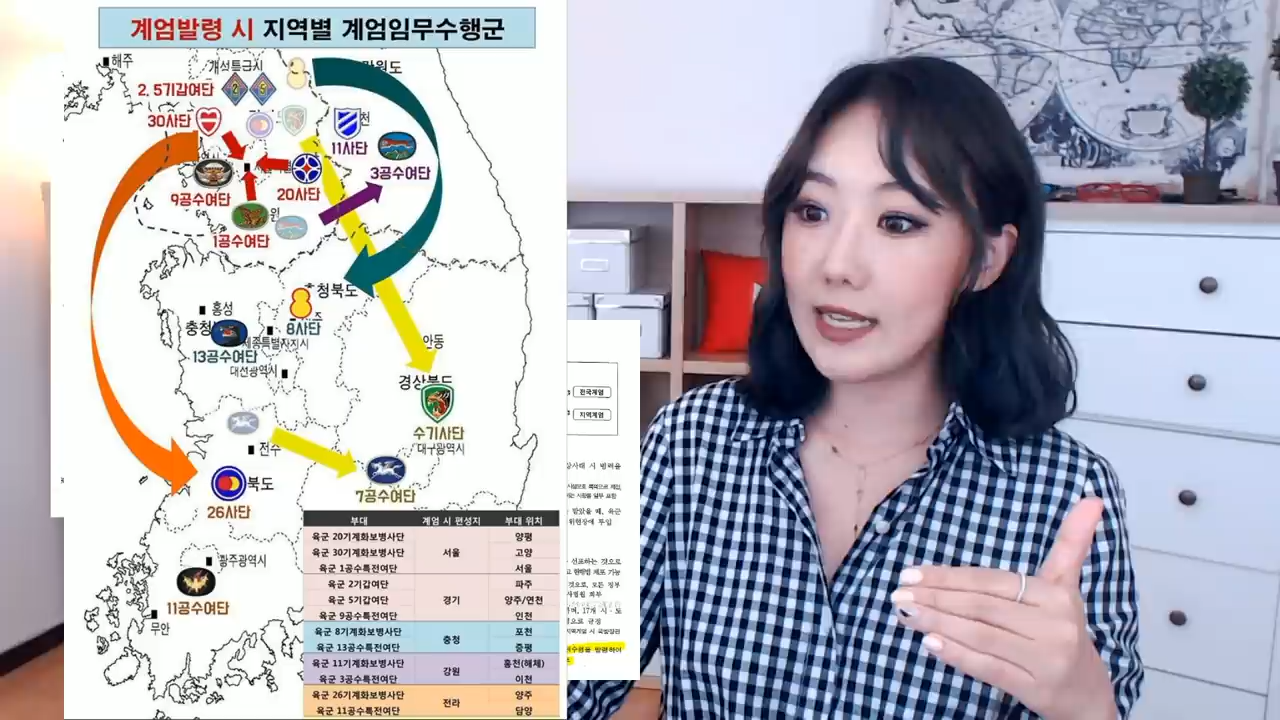 계엄발령 시 지역별 계엄임무수행군
해주
개성특급시
2, 5기갑여단
30사단
11사단
3공수여단
9공수여단
20사단
1공수여단
청북도
홍성
8사단
충청
13공수여단
안동
경상북도
수기사단
대구광역시
전주
7공수여단
북도
26사단
광주광역시
11공수여단
무안
부대 계엄 시 편성지 부대 위치
육군 20기계화보병사단 양평
육군 30기계화보병사단 서울 고양
육군 1공수특전여단 서울
육군 2기갑여단 파주
육군 5기갑여단 경기 양주/연천
육군 9공수특전여단 인천
육군 8기계화보병사단 충청 포천
육군 13공수특전여단 증평
육군 11기계화보병사단 강원 홍천(해체)
육군 3공수특전여단 이천
육군 26기계화보병사단 전라 양주
육군 11공수특전여단 담양
전국계엄
지역계엄